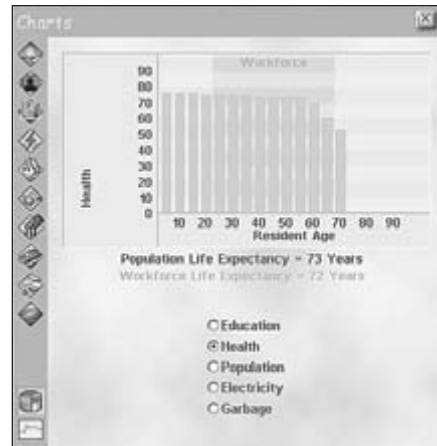 Charts
Workforce
90
80
70
60
50
40
30
20
10
0
Health
10 20 30 40 50 60 70 80 90
Resident Age
Population Life Expectancy = 73 Years
Workforce Life Expectancy = 72 Years
Education
Health
Population
Electricity
Garbage